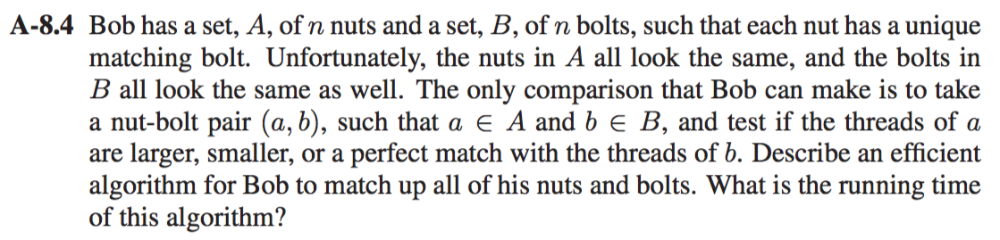 A-8.4 Bob has a set, A, of n nuts and a set, B, of n bolts, such that each nut has a unique
matching bolt. Unfortunately, the nuts in A all look the same, and the bolts in
B all look the same as well. The only comparison that Bob can make is to take
a nut-bolt pair (a, b), such that a ∈ A and b ∈ B, and test if the threads of a
are larger, smaller, or a perfect match with the threads of b. Describe an efficient
algorithm for Bob to match up all of his nuts and bolts. What is the running time
of this algorithm?